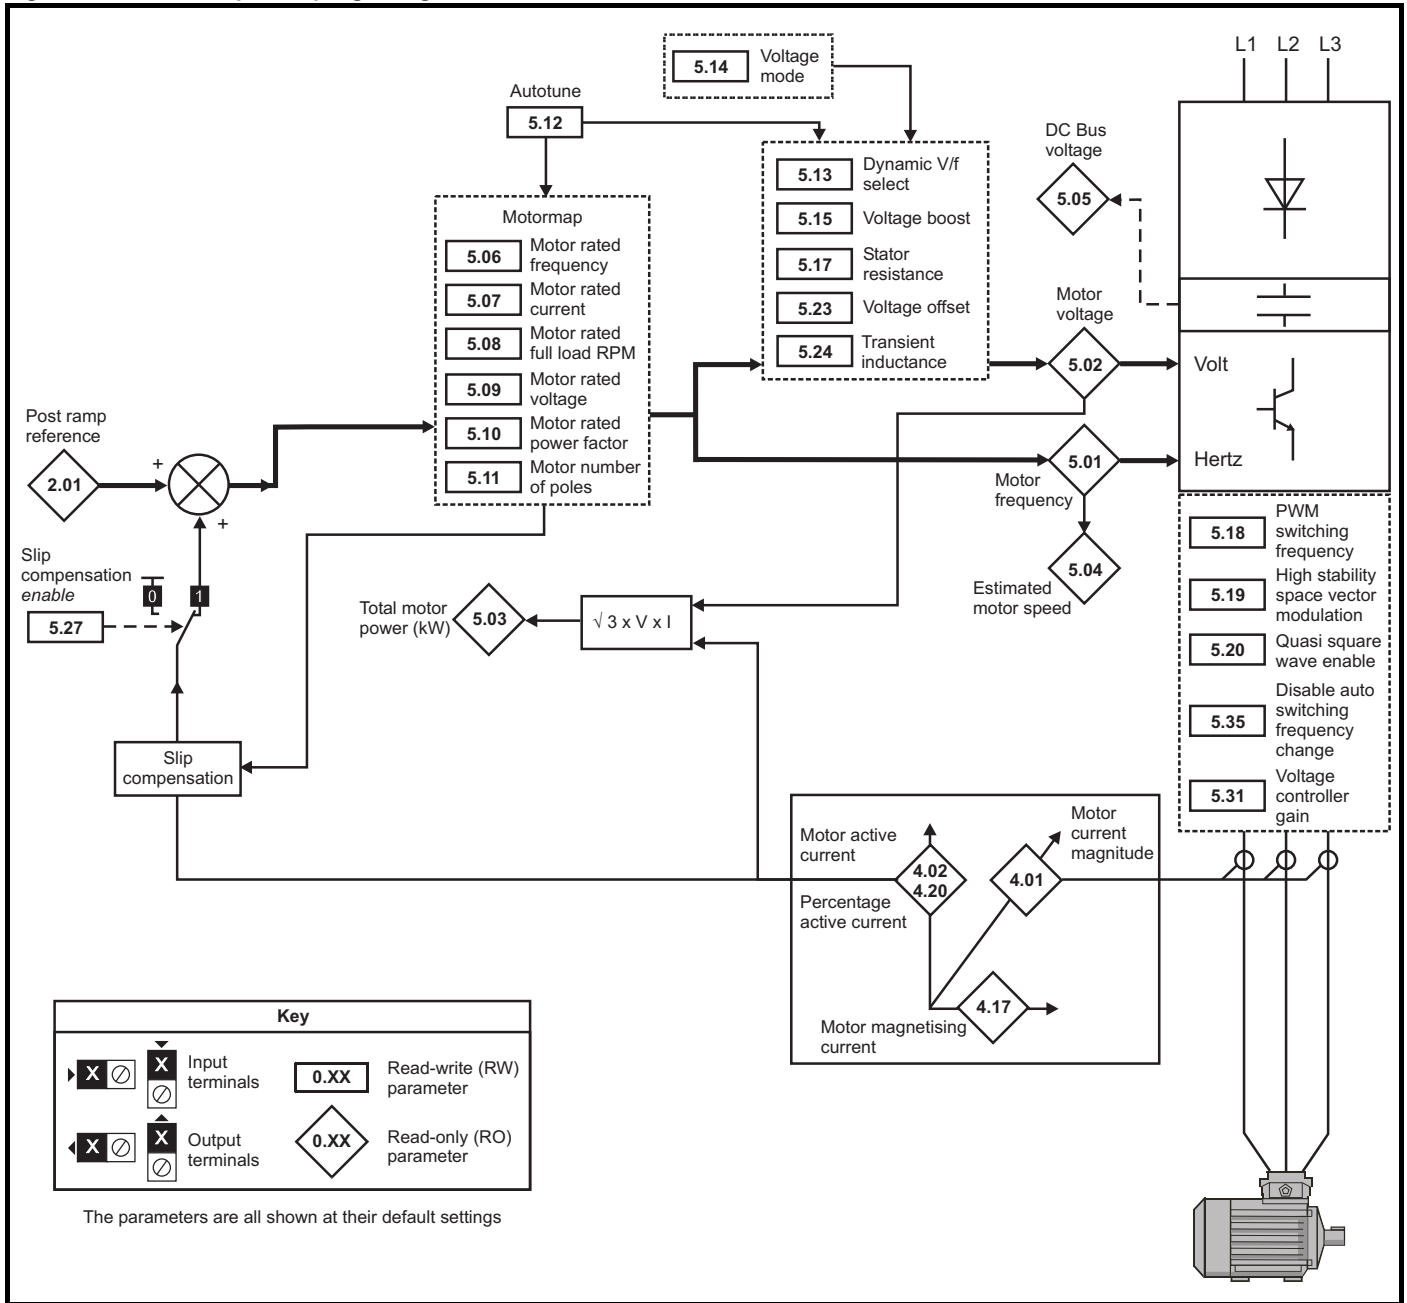 L1 L2 L3
5.14
Voltage
mode
Autotune
5.12
DC Bus
voltage
5.05
5.13
Dynamic V/f
select
5.15
Voltage boost
5.17
Stator
resistance
5.23
Voltage offset
5.24
Transient
inductance
Motormap
5.06
Motor rated
frequency
5.07
Motor rated
current
5.08
Motor rated
full load RPM
5.09
Motor rated
voltage
5.10
Motor rated
power factor
5.11
Motor number
of poles
Motor
voltage
5.02
Volt
5.01
Motor
frequency
Hertz
5.04
Estimated
motor speed
Post ramp
reference
2.01
+
+
Slip
compensation
enable
0
1
5.27
Total motor
power (kW)
5.03
√ 3 x V x I
Slip
compensation
5.18
PWM
switching
frequency
5.19
High stability
space vector
modulation
5.20
Quasi square
wave enable
5.35
Disable auto
switching
frequency
change
5.31
Voltage
controller
gain
Motor active
current
4.02
4.20
Percentage
active current
Motor
current
magnitude
4.01
4.17
Motor magnetising
current
Key
X
X
Input
terminals
0.XX
Read-write (RW)
parameter
X
X
Output
terminals
0.XX
Read-only (RO)
parameter
The parameters are all shown at their default settings